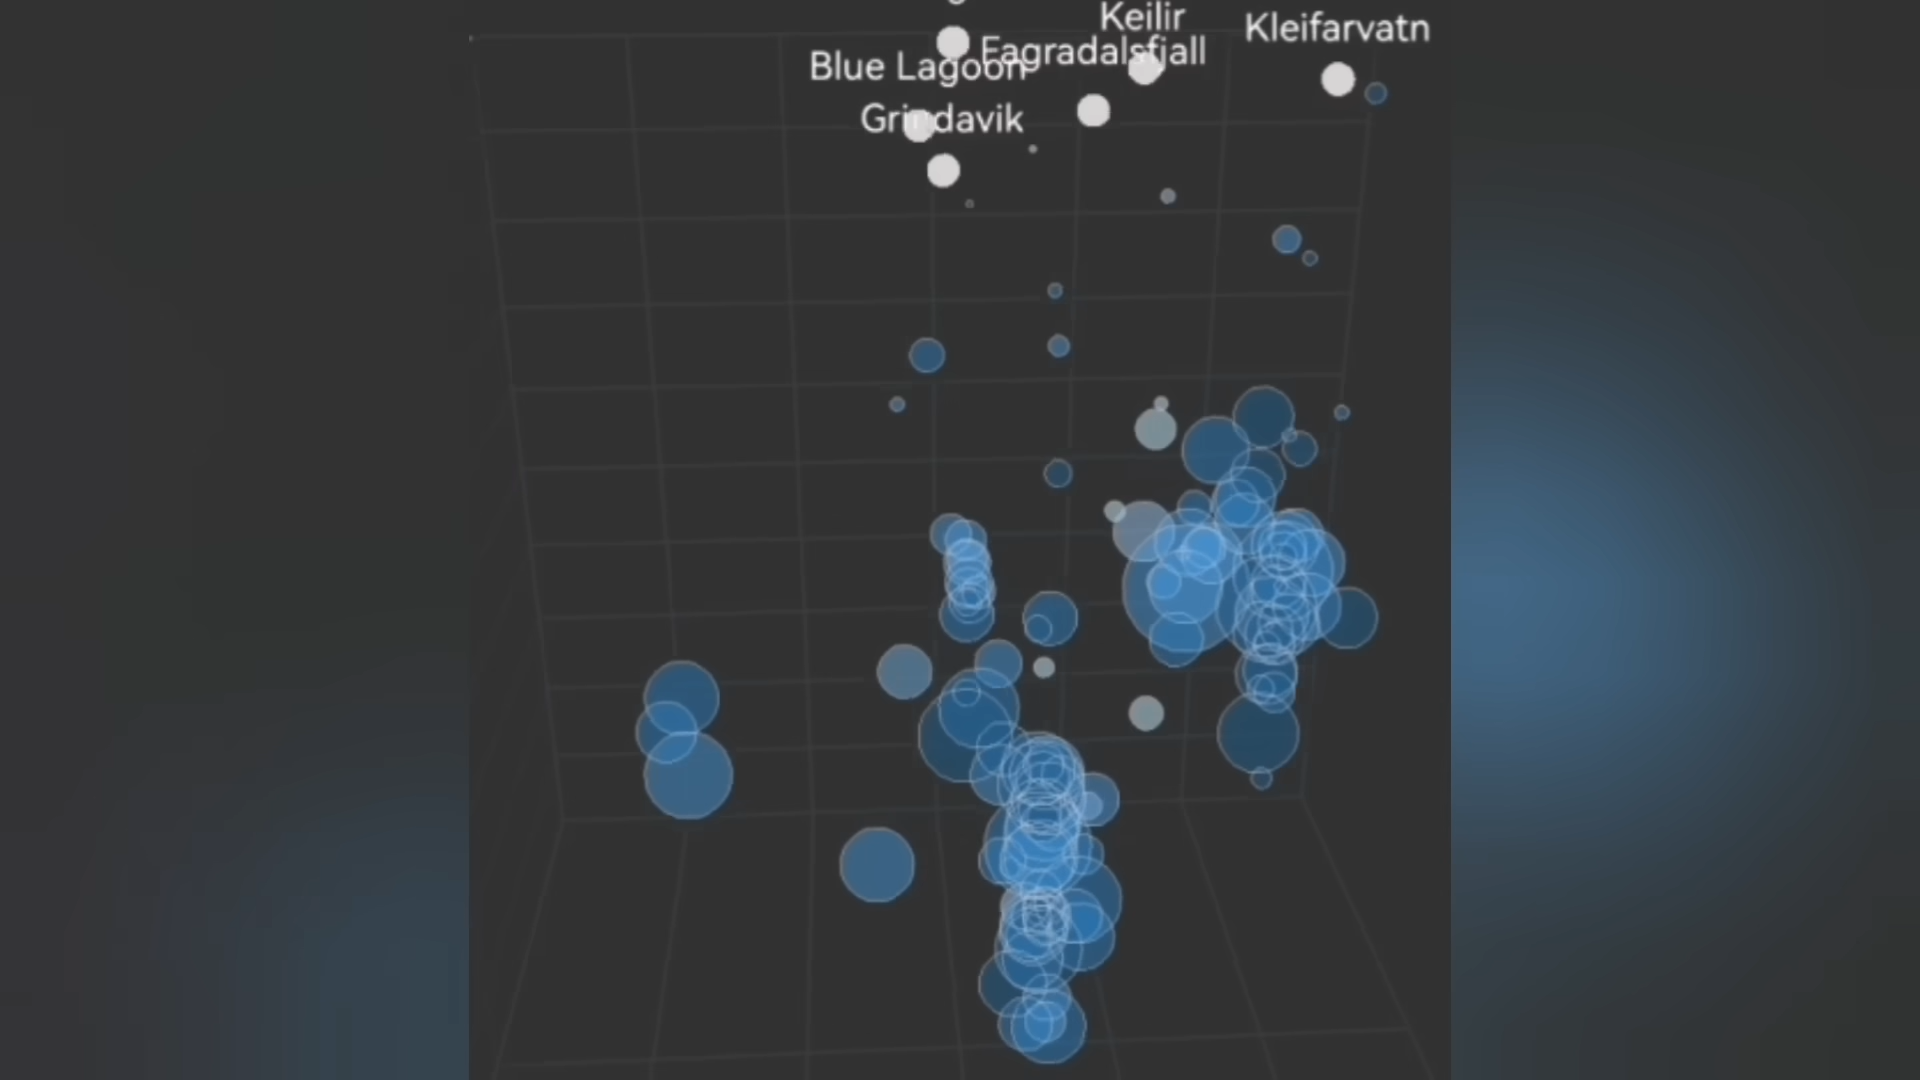 Keilir
Kleifarvatn
Fagradalsfjall
Blue Lagoon
Grindavik